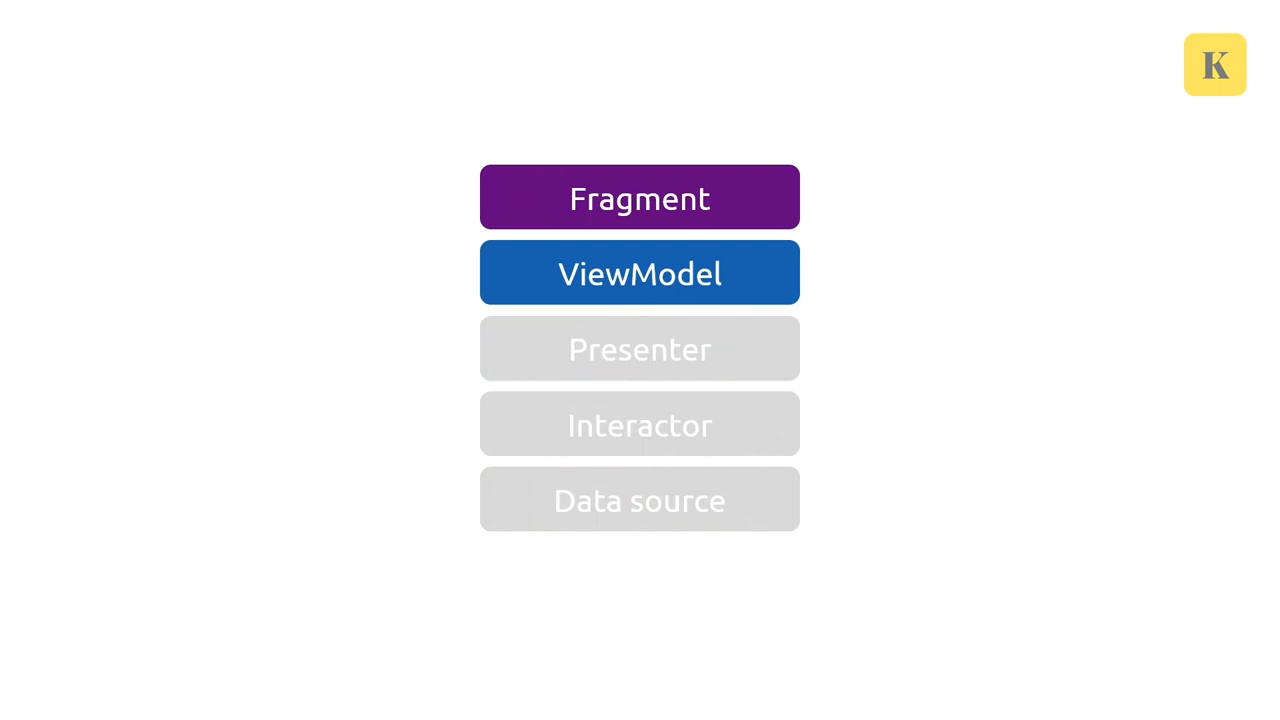 K
Fragment
ViewModel
Presenter
Interactor
Data source